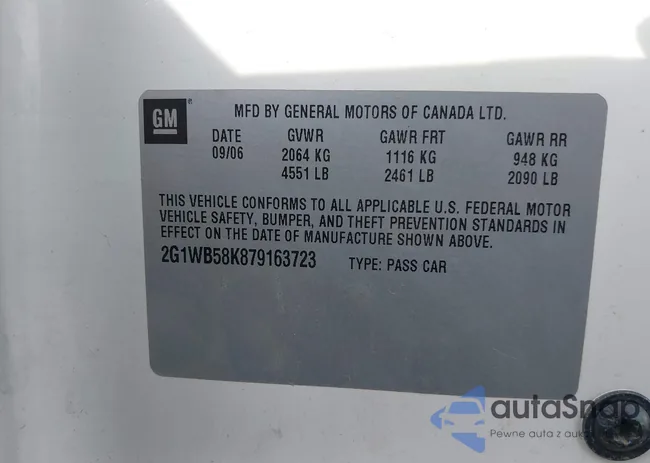 GM ®
MFD BY GENERAL MOTORS OF CANADA LTD.
DATE GVWR GAWR FRT GAWR RR
09/06 2064 KG 1116 KG 948 KG
4551 LB 2461 LB 2090 LB
THIS VEHICLE CONFORMS TO ALL APPLICABLE U.S. FEDERAL MOTOR
VEHICLE SAFETY, BUMPER, AND THEFT PREVENTION STANDARDS IN
EFFECT ON THE DATE OF MANUFACTURE SHOWN ABOVE.
2G1WB58K879163723 TYPE: PASS CAR
autoSnap
Pewne auta z